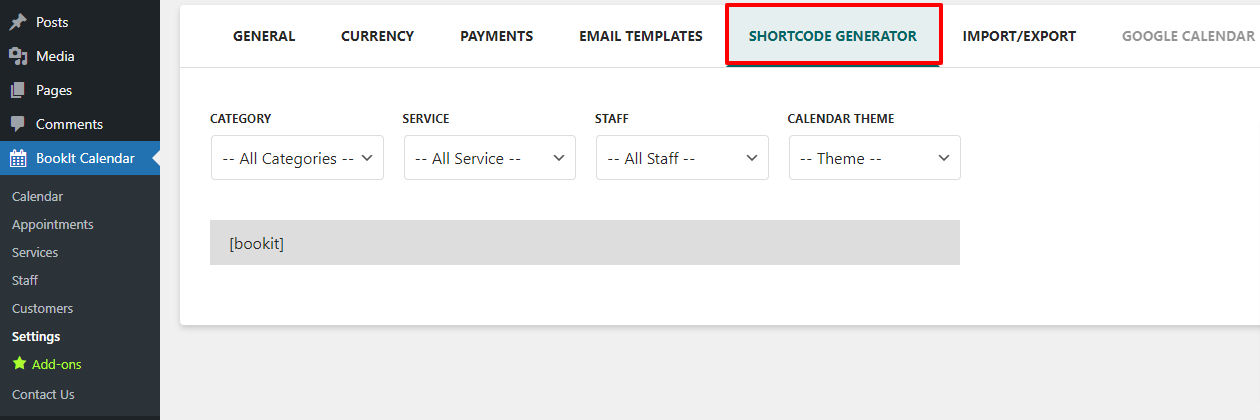 Posts
Media
Pages
Comments
BookIt Calendar
Calendar
Appointments
Services
Staff
Customers
Settings
Add-ons
Contact Us
GENERAL CURRENCY PAYMENTS EMAIL TEMPLATES SHORTCODE GENERATOR IMPORT/EXPORT GOOGLE CALENDAR
CATEGORY SERVICE STAFF CALENDAR THEME
-- All Categories -- -- All Service -- -- All Staff -- -- Theme --
[bookit]